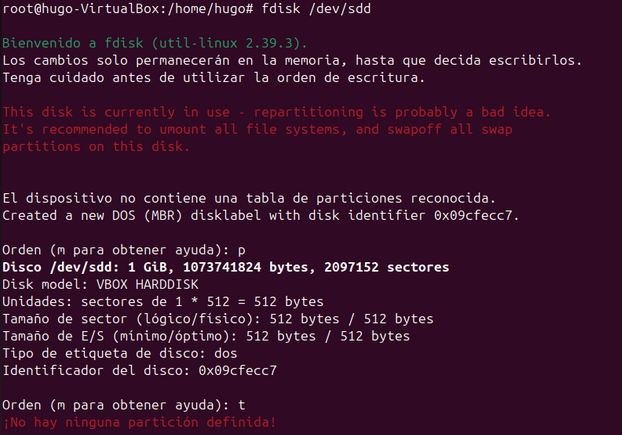 root@hugo-VirtualBox:/home/hugo# fdisk /dev/sdd
Bienvenido a fdisk (util-linux 2.39.3).
Los cambios solo permanecerán en la memoria, hasta que decida escribirlos.
Tenga cuidado antes de utilizar la orden de escritura.
This disk is currently in use - repartitioning is probably a bad idea.
It's recommended to umount all file systems, and swapoff all swap
partitions on this disk.
El dispositivo no contiene una tabla de particiones reconocida.
Created a new DOS (MBR) disklabel with disk identifier 0x09cfecc7.
Orden (m para obtener ayuda): p
Disco /dev/sdd: 1 GiB, 1073741824 bytes, 2097152 sectores
Disk model: VBOX HARDDISK
Unidades: sectores de 1 * 512 = 512 bytes
Tamaño de sector (lógico/físico): 512 bytes / 512 bytes
Tamaño de E/S (mínimo/óptimo): 512 bytes / 512 bytes
Tipo de etiqueta de disco: dos
Identificador del disco: 0x09cfecc7
Orden (m para obtener ayuda): t
¡No hay ninguna partición definida!